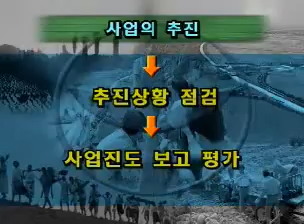 사업의 추진
추진상황 점검
사업진도 보고 평가